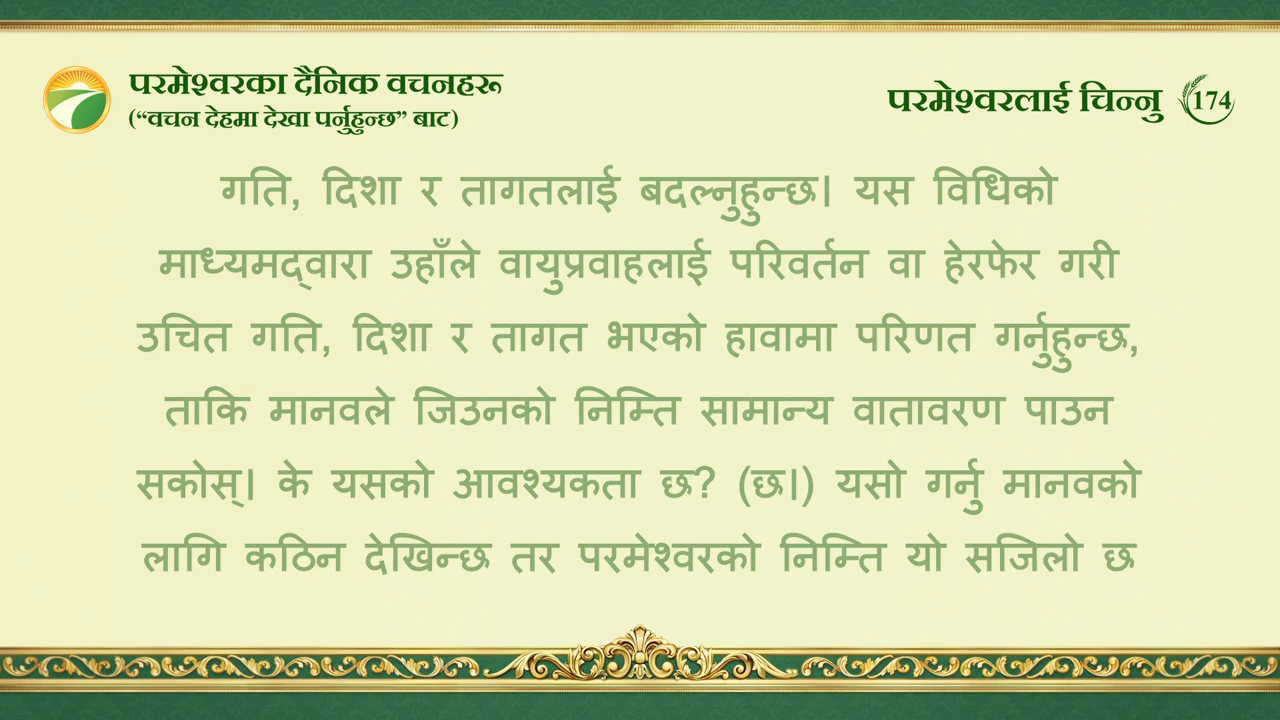 परमेश्वरका दैनिक वचनहरू
(“वचन देहमा देखा पर्नुहुन्छ” बाट)
परमेश्वरलाई चिन्नु 174
गति, दिशा र तागतलाई बदल्नुहुन्छ। यस विधिको
माध्यमद्वारा उहाँले वायुप्रवाहलाई परिवर्तन वा हेरफेर गरी
उचित गति, दिशा र तागत भएको हावामा परिणत गर्नुहुन्छ,
ताकि मानवले जिउनको निम्ति सामान्य वातावरण पाउन
सकोस्। के यसको आवश्यकता छ? (छ।) यसो गर्नु मानवको
लागि कठिन देखिन्छ तर परमेश्वरको निम्ति यो सजिलो छ